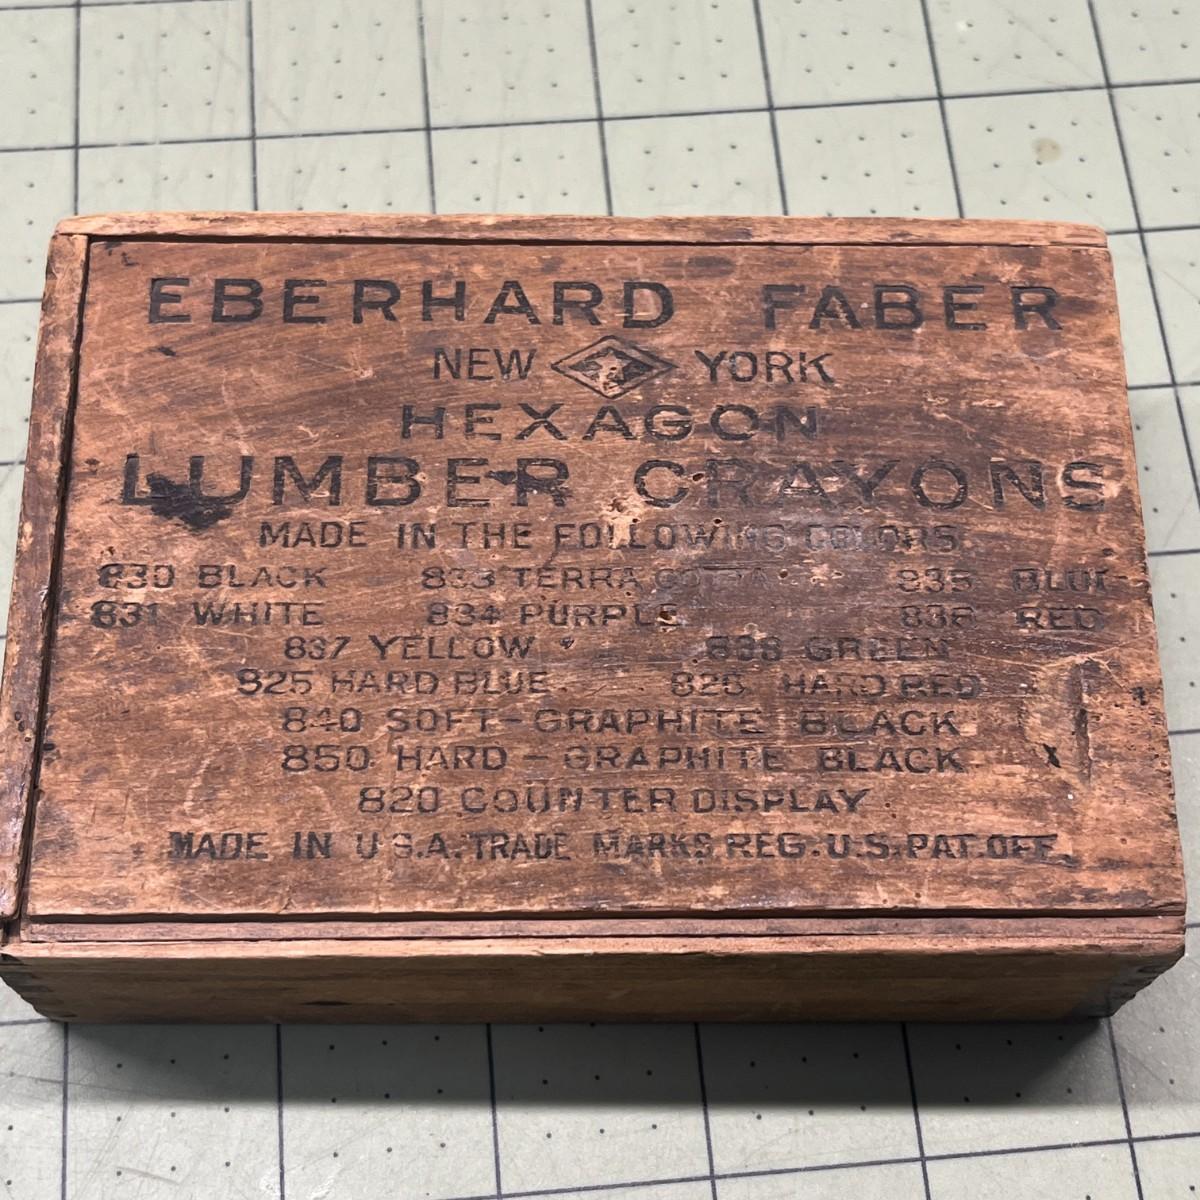 EBERHARD FABER
NEW YORK
HEXAGON
LUMBER CRAYONS
MADE IN THE FOLLOWING COLORS
830 BLACK 833 TERRA COTTA 835 BLUE
831 WHITE 834 PURPLE 836 RED
837 YELLOW 838 GREEN
825 HARD BLUE 826 HARD RED
840 SOFT-GRAPHITE BLACK
850 HARD-GRAPHITE BLACK
820 COUNTER DISPLAY
MADE IN U.S.A. TRADE MARKS REG. U.S. PAT. OFF.